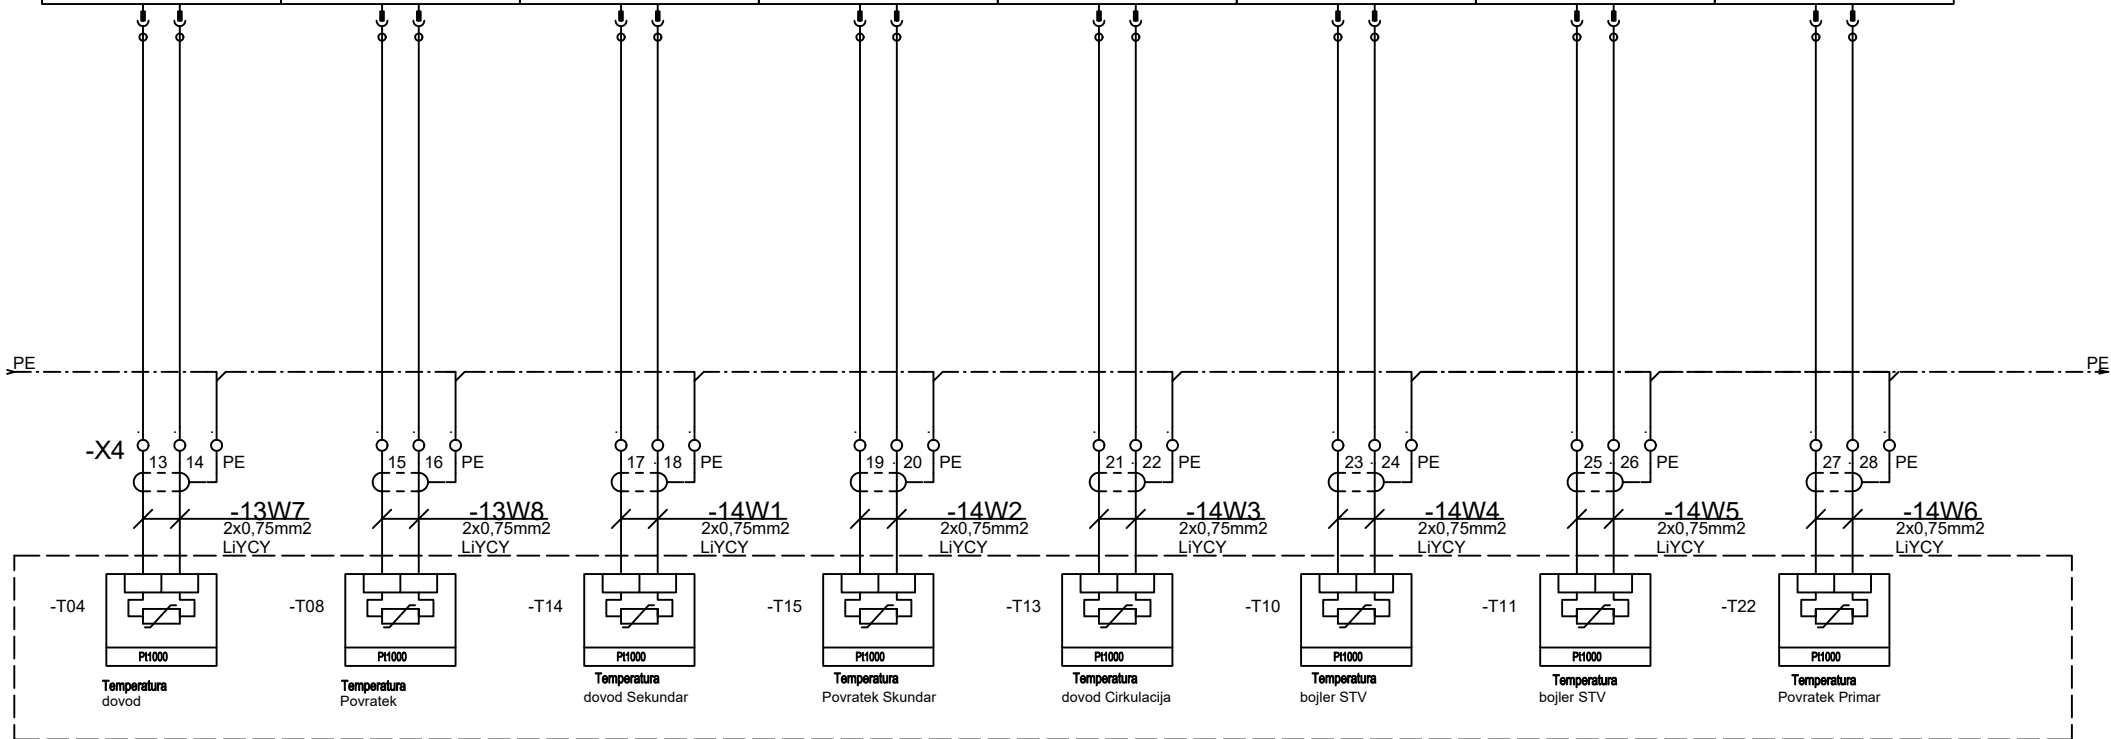 PE PE
-X4
13 14 PE 15 16 PE 17 18 PE 19 20 PE 21 22 PE 23 24 PE 25 26 PE 27 28 PE
-13W7 -13W8 -14W1 -14W2 -14W3 -14W4 -14W5 -14W6
2x0,75mm2 2x0,75mm2 2x0,75mm2 2x0,75mm2 2x0,75mm2 2x0,75mm2 2x0,75mm2 2x0,75mm2
LiYCY LiYCY LiYCY LiYCY LiYCY LiYCY LiYCY LiYCY
-T04 -T08 -T14 -T15 -T13 -T10 -T11 -T22
Pt1000 Pt1000 Pt1000 Pt1000 Pt1000 Pt1000 Pt1000 Pt1000
Temperatura Temperatura Temperatura Temperatura Temperatura Temperatura Temperatura Temperatura
dovod Povratek dovod Sekundar Povratek Skundar dovod Cirkulacija bojler STV bojler STV Povratek Primar